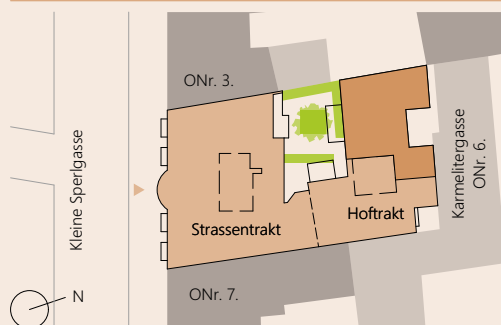 ONr. 3.
Kleine Sperlgasse
Karmelitergasse
ONr. 6.
Strassentrakt
Hoftrakt
N
ONr. 7.